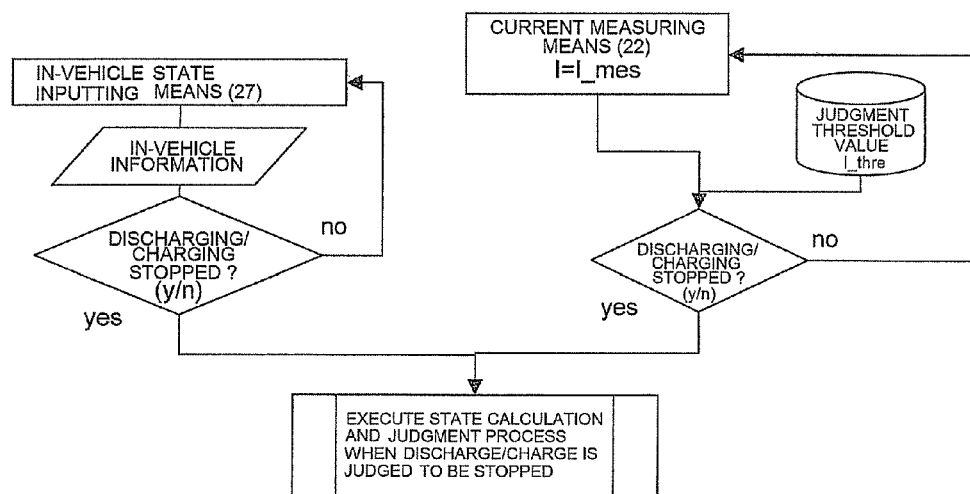 IN-VEHICLE STATE
INPUTTING MEANS (27)
IN-VEHICLE
INFORMATION
DISCHARGING/
CHARGING
STOPPED ?
(y/n)
no
yes
CURRENT MEASURING
MEANS (22)
I=I_mes
JUDGMENT
THRESHOLD
VALUE
I_thre
DISCHARGING/
CHARGING
STOPPED ?
(y/n)
no
yes
EXECUTE STATE CALCULATION
AND JUDGMENT PROCESS
WHEN DISCHARGE/CHARGE IS
JUDGED TO BE STOPPED